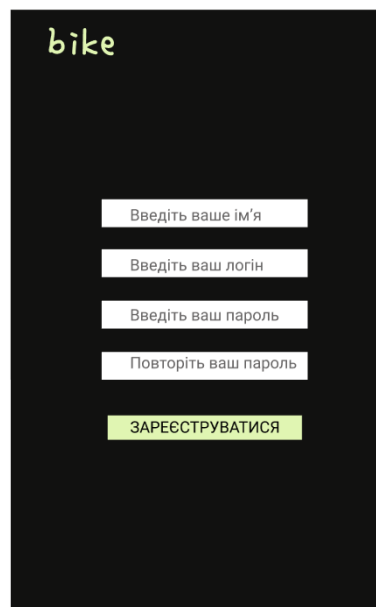 bike
Введіть ваше ім'я
Введіть ваш логін
Введіть ваш пароль
Повторіть ваш пароль
ЗАРЕЄСТРУВАТИСЯ